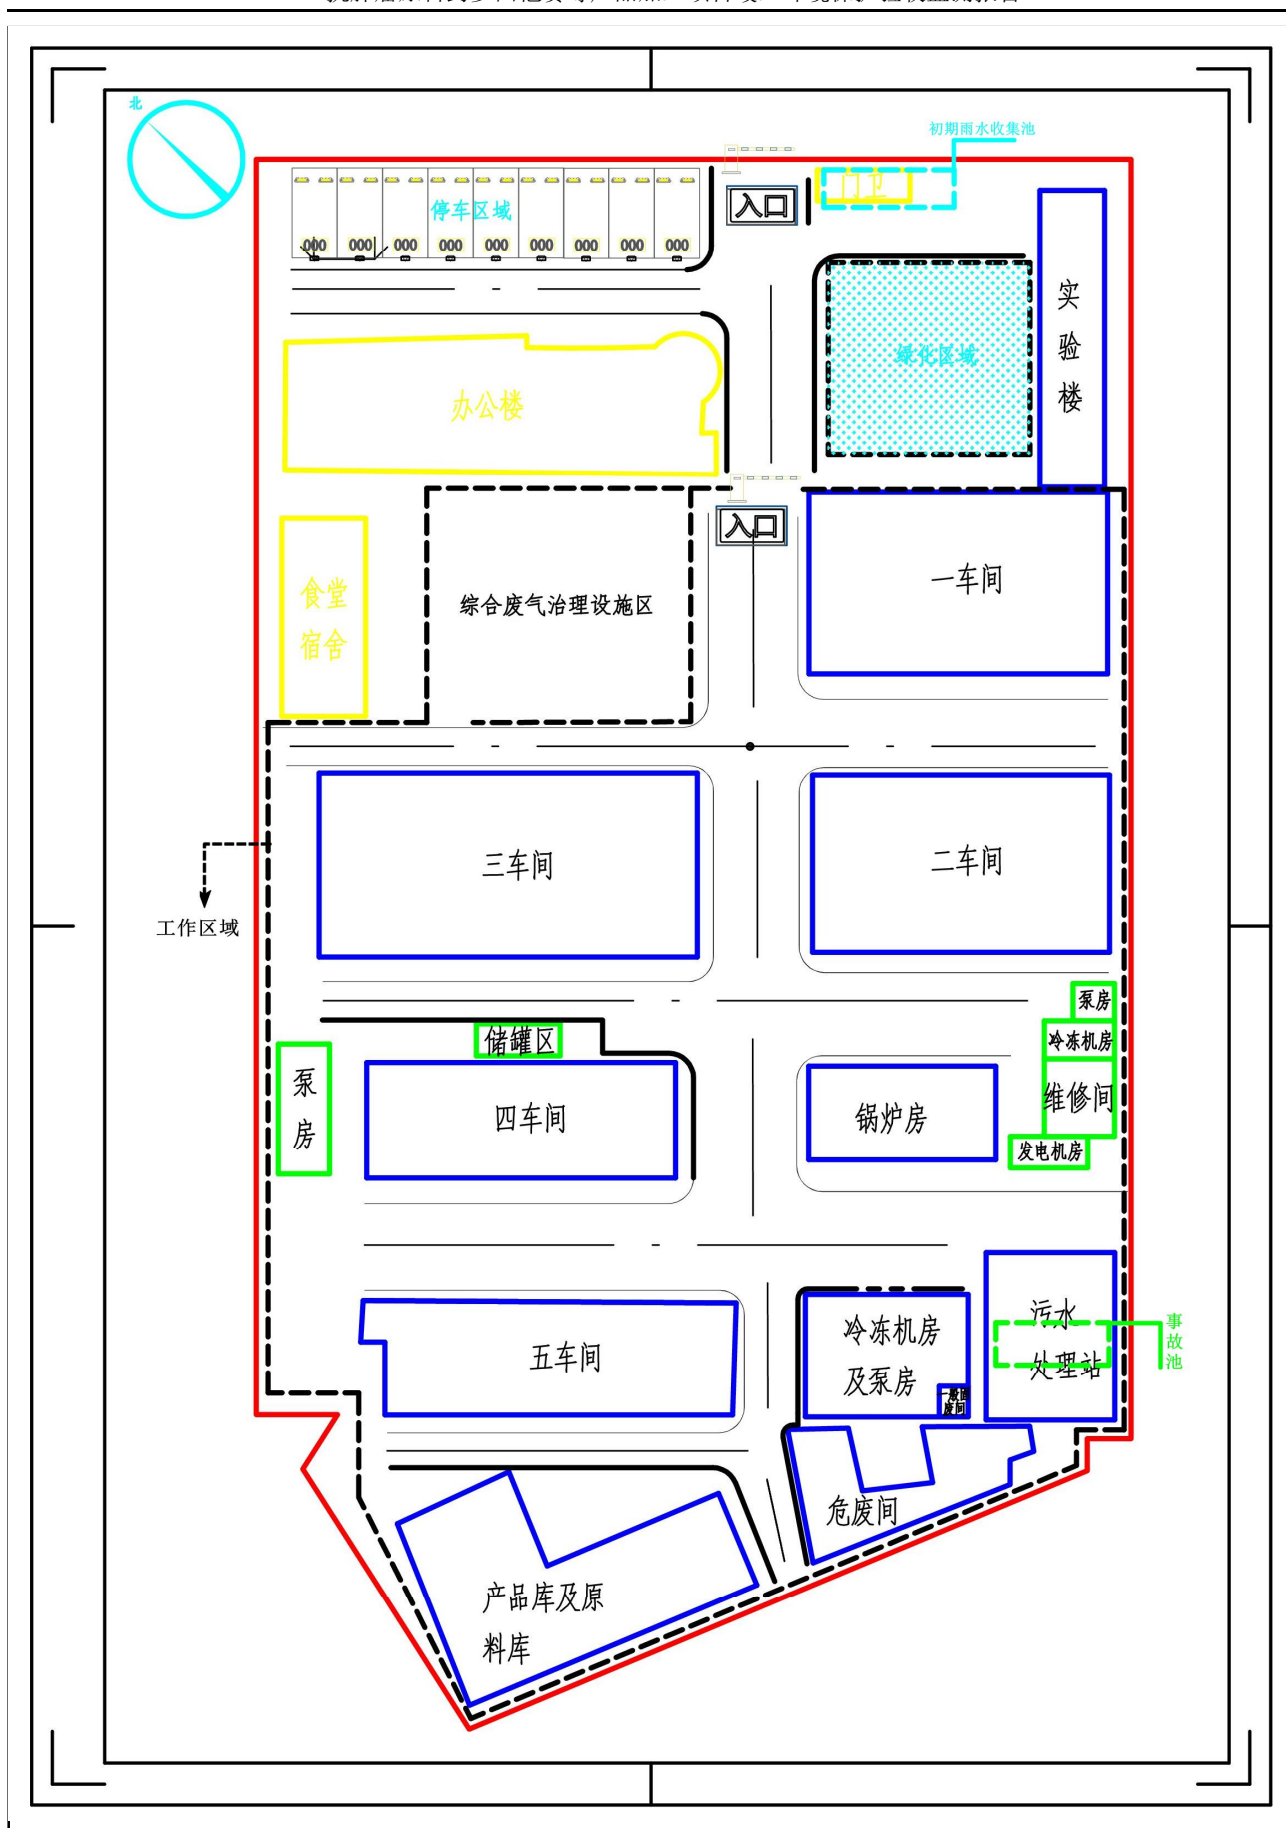 北
初期雨水收集池
门卫
入口
停车区域
000 000 000 000 000 000 000 000 000
实
验
楼
绿化区域
办公楼
入口
一车间
食堂
宿舍
综合废气治理设施区
三车间
二车间
工作区域
泵房
储罐区
冷冻机房
泵
房
四车间
锅炉房
维修间
发电机房
污水
处理站
事
故
池
冷冻机房
及泵房
一般固
废间
五车间
危废间
产品库及原
料库